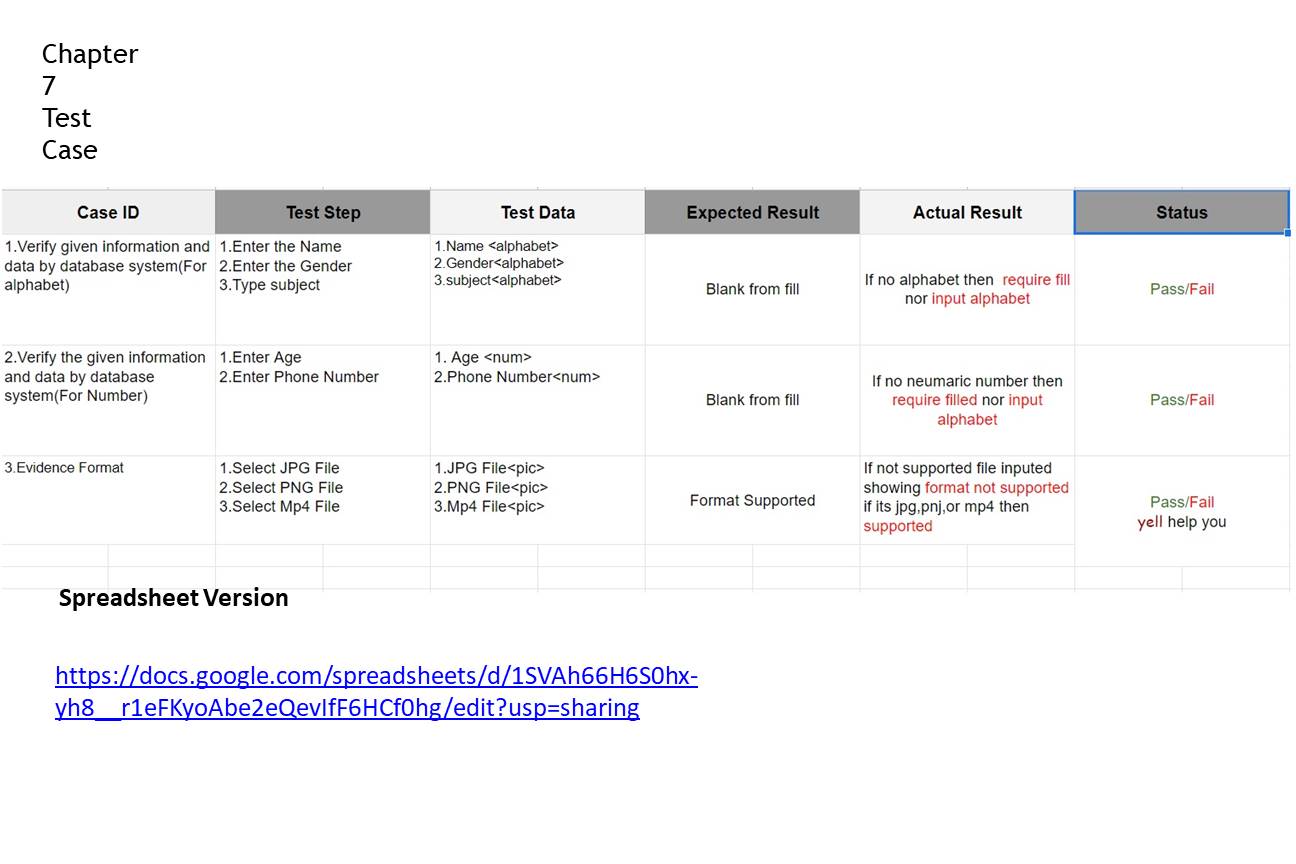 Chapter
7
Test
Case
Case ID
Test Step
Test Data
Expected Result
Actual Result
Status
1.Verify given information and
data by database system(For
alphabet)
1.Enter the Name
2.Enter the Gender
3.Type subject
1.Name <alphabet>
2.Gender<alphabet>
3.subject<alphabet>
Blank from fill
If no alphabet then require fill
nor input alphabet
Pass/Fail
2.Verify the given information
and data by database
system(For Number)
1.Enter Age
2.Enter Phone Number
1. Age <num>
2.Phone Number<num>
Blank from fill
If no neumaric number then
require filled nor input
alphabet
Pass/Fail
3.Evidence Format
1.Select JPG File
2.Select PNG File
3.Select Mp4 File
1.JPG File<pic>
2.PNG File<pic>
3.Mp4 File<pic>
Format Supported
If not supported file inputed
showing format not supported
if its jpg,pnj,or mp4 then
supported
Pass/Fail
yell help you
Spreadsheet Version
https://docs.google.com/spreadsheets/d/1SVAh66H6S0hx-
yh8__r1eFKyoAbe2eQevIfF6HCf0hg/edit?usp=sharing